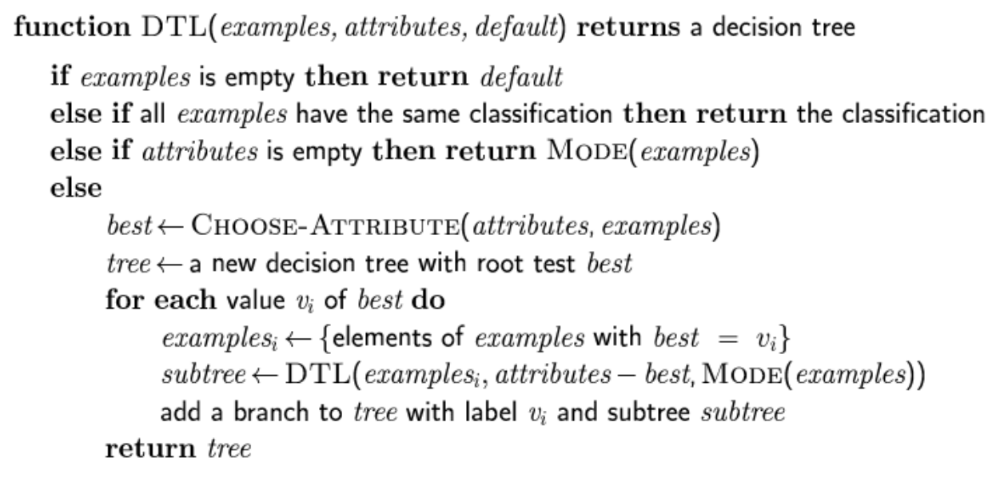 function DTL(examples, attributes, default) returns a decision tree
if examples is empty then return default
else if all examples have the same classification then return the classification
else if attributes is empty then return MODE(examples)
else
best ← CHOOSE-ATTRIBUTE(attributes, examples)
tree ← a new decision tree with root test best
for each value vᵢ of best do
examplesᵢ ← {elements of examples with best = vᵢ}
subtree ← DTL(examplesᵢ, attributes − best, MODE(examples))
add a branch to tree with label vᵢ and subtree subtree
return tree